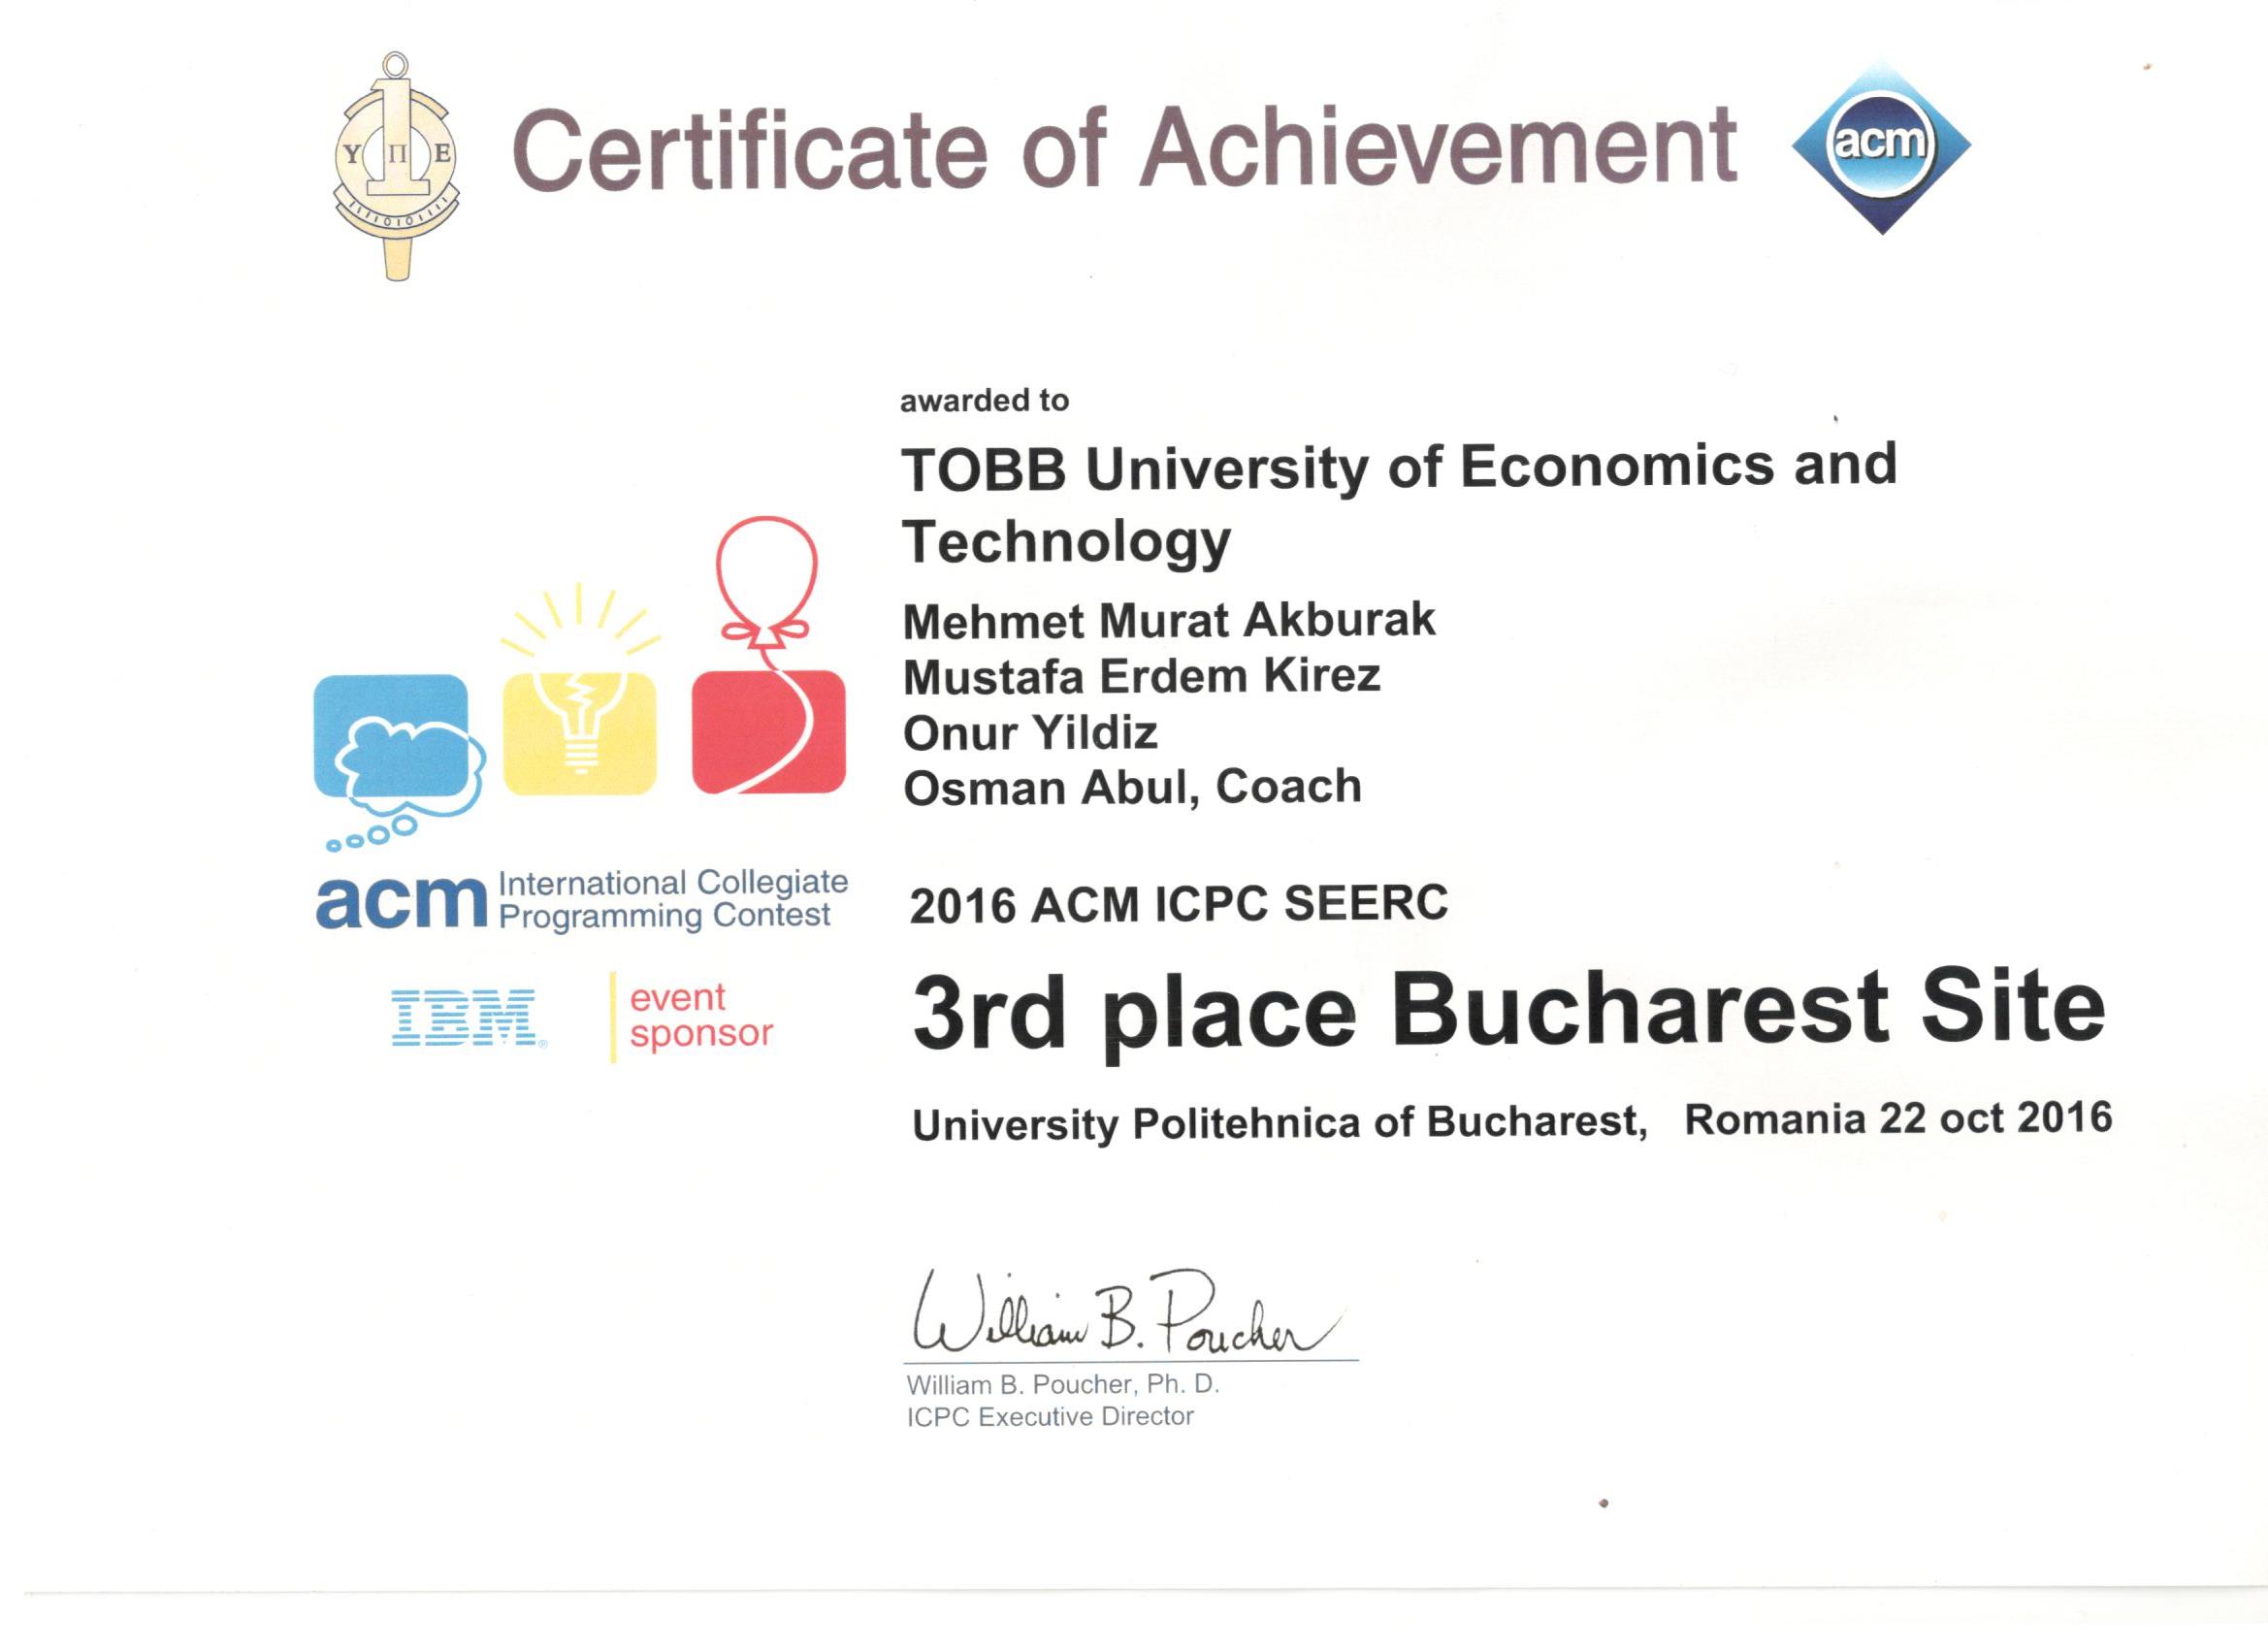 Certificate of Achievement
Υ Π Ε
1
acm
awarded to
TOBB University of Economics and
Technology
Mehmet Murat Akburak
Mustafa Erdem Kirez
Onur Yildiz
Osman Abul, Coach
acm International Collegiate
Programming Contest
2016 ACM ICPC SEERC
IBM® event
sponsor
3rd place Bucharest Site
University Politehnica of Bucharest, Romania 22 oct 2016
William B. Poucher
William B. Poucher, Ph. D.
ICPC Executive Director